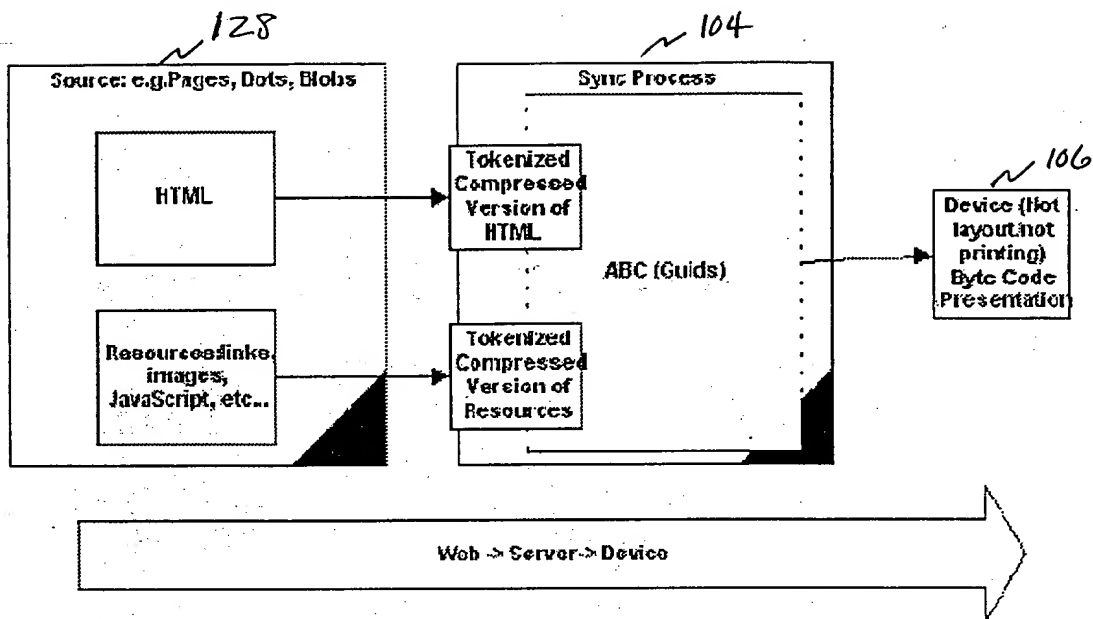 128
104
106
Source: e.g.Pages, Dots, Blobs
HTML
Resources:links,
images,
JavaScript, etc...
Sync Process
Tokenized
Compressed
Version of
HTML
ABC (Guids)
Tokenized
Compressed
Version of
Resources
Device (Not
layout/not
printing)
Byte Code
Presentation
Web -> Server-> Device